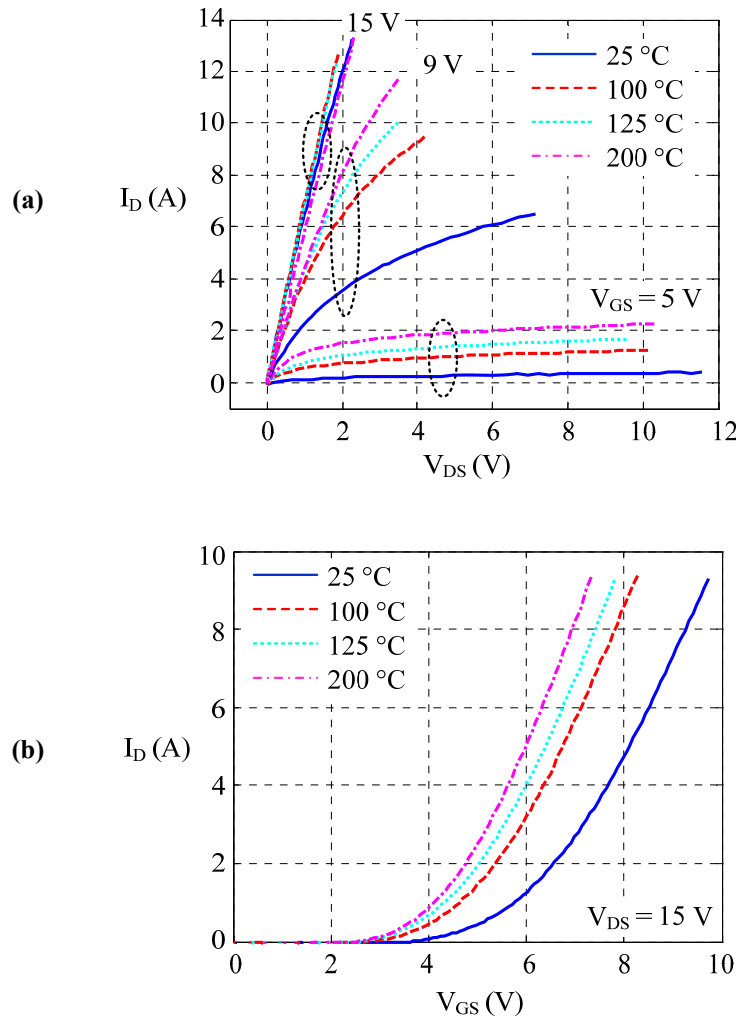 14
12
10
8
6
4
2
0
15 V
9 V
25 °C
100 °C
125 °C
200 °C
(a)
I_D (A)
V_GS = 5 V
0 2 4 6 8 10 12
V_DS (V)
10
8
6
4
2
0
25 °C
100 °C
125 °C
200 °C
(b)
I_D (A)
V_DS = 15 V
0 2 4 6 8 10
V_GS (V)